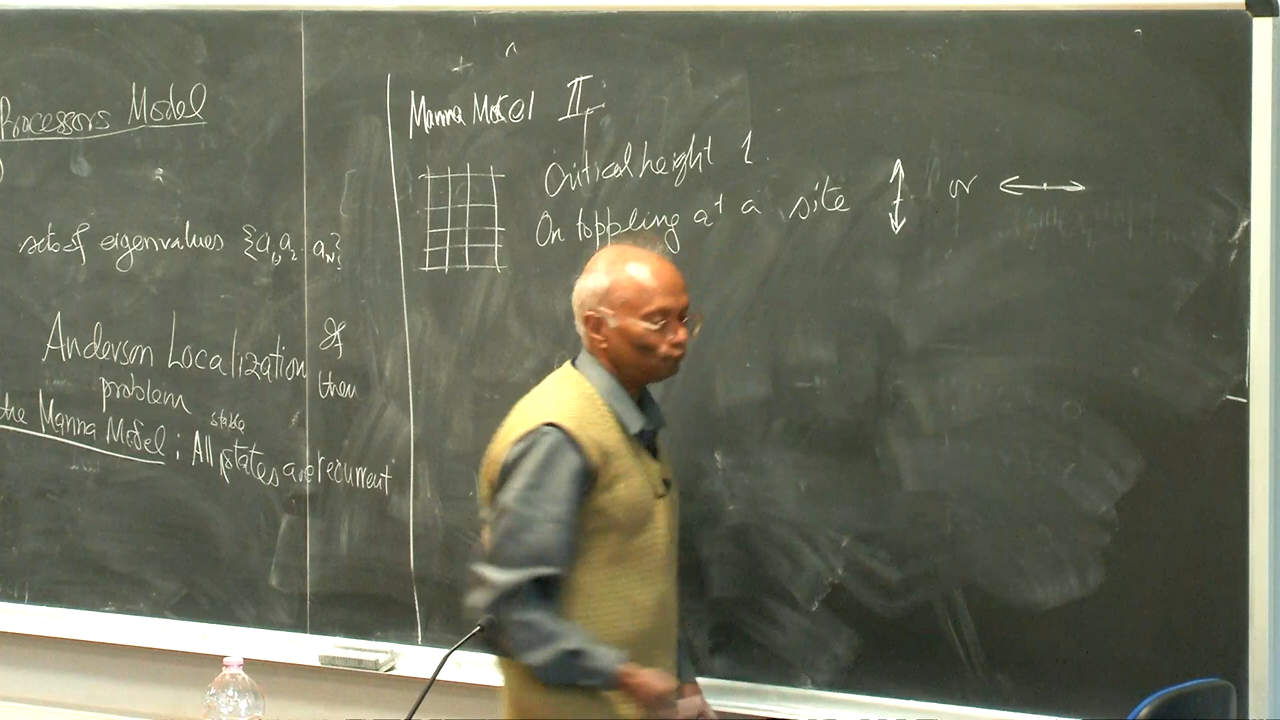 Processors Model
)
sets of eigenvalues {a₁, a₂ .. a_N}
Anderson Localization
problem
If
then
the Manna Model ; All stable states are recurrent
Manna Model II
Critical height 1.
On toppling at a site ↕ or ↔